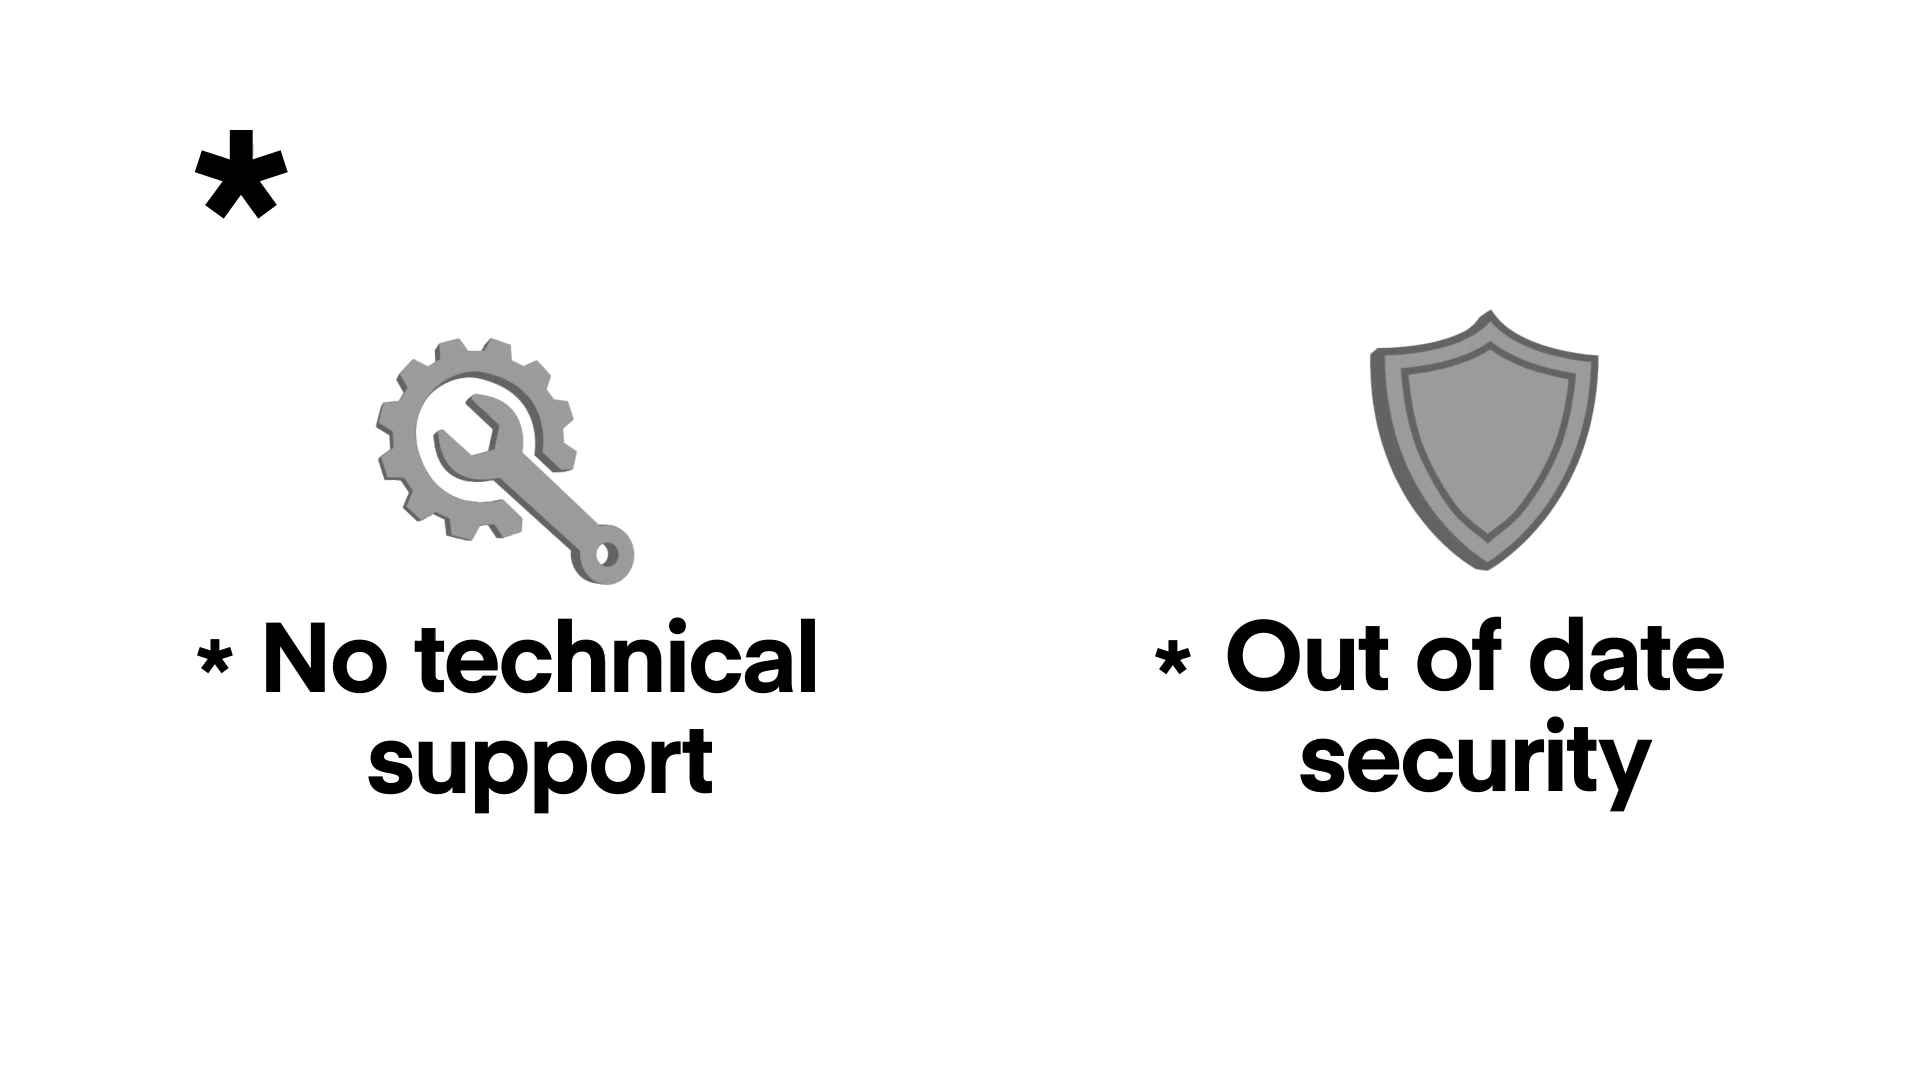 *
* No technical
support
* Out of date
security